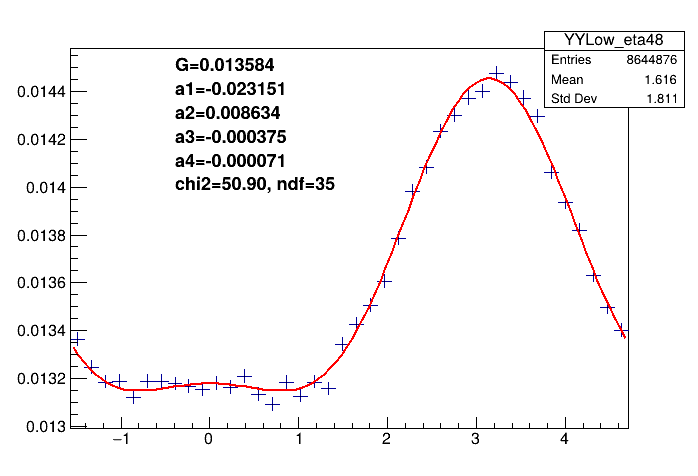 YYLow_eta48
Entries 8644876
Mean 1.616
Std Dev 1.811
G=0.013584
a1=-0.023151
a2=0.008634
a3=-0.000375
a4=-0.000071
chi2=50.90, ndf=35
0.0144
0.0142
0.014
0.0138
0.0136
0.0134
0.0132
0.013
−1 0 1 2 3 4